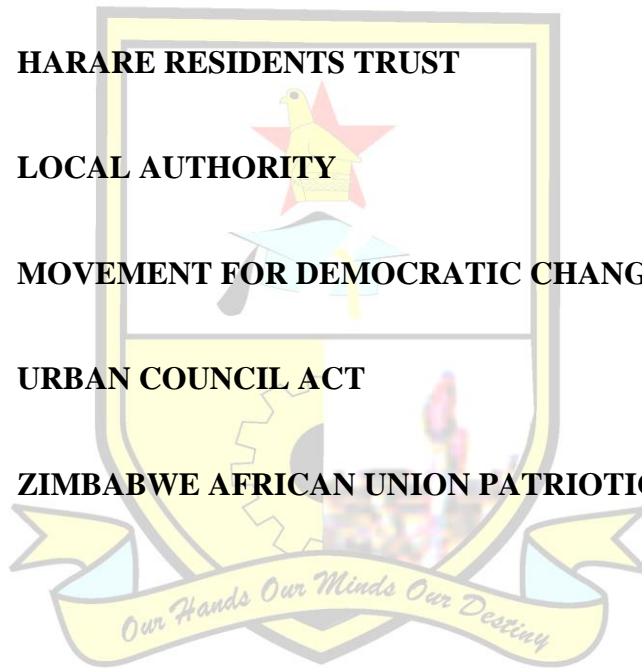 HARARE RESIDENTS TRUST
LOCAL AUTHORITY
MOVEMENT FOR DEMOCRATIC CHANG
URBAN COUNCIL ACT
ZIMBABWE AFRICAN UNION PATRIOTI
Our Hands Our Minds Our Destiny